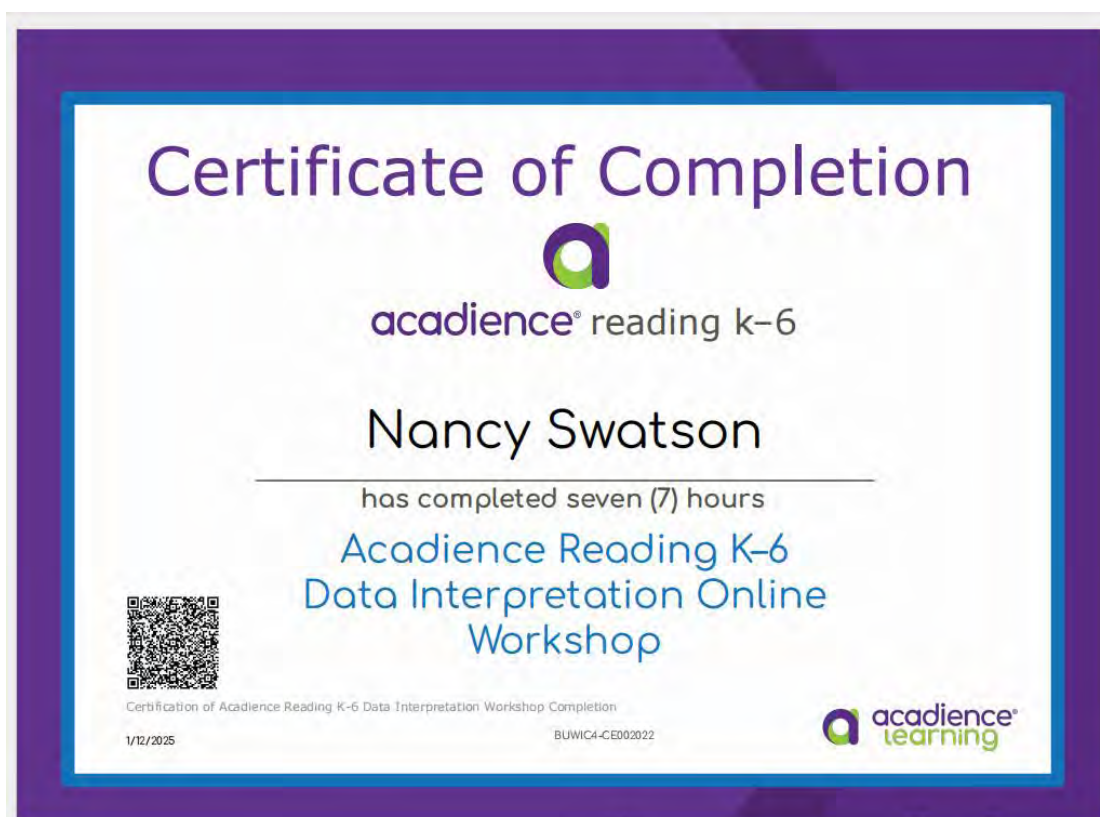 Certificate of Completion
acadience® reading k–6
Nancy Swatson
has completed seven (7) hours
Acadience Reading K–6
Data Interpretation Online
Workshop
Certification of Acadience Reading K-6 Data Interpretation Workshop Completion
1/12/2025
BUWIC4-CE002022
acadience®
learning